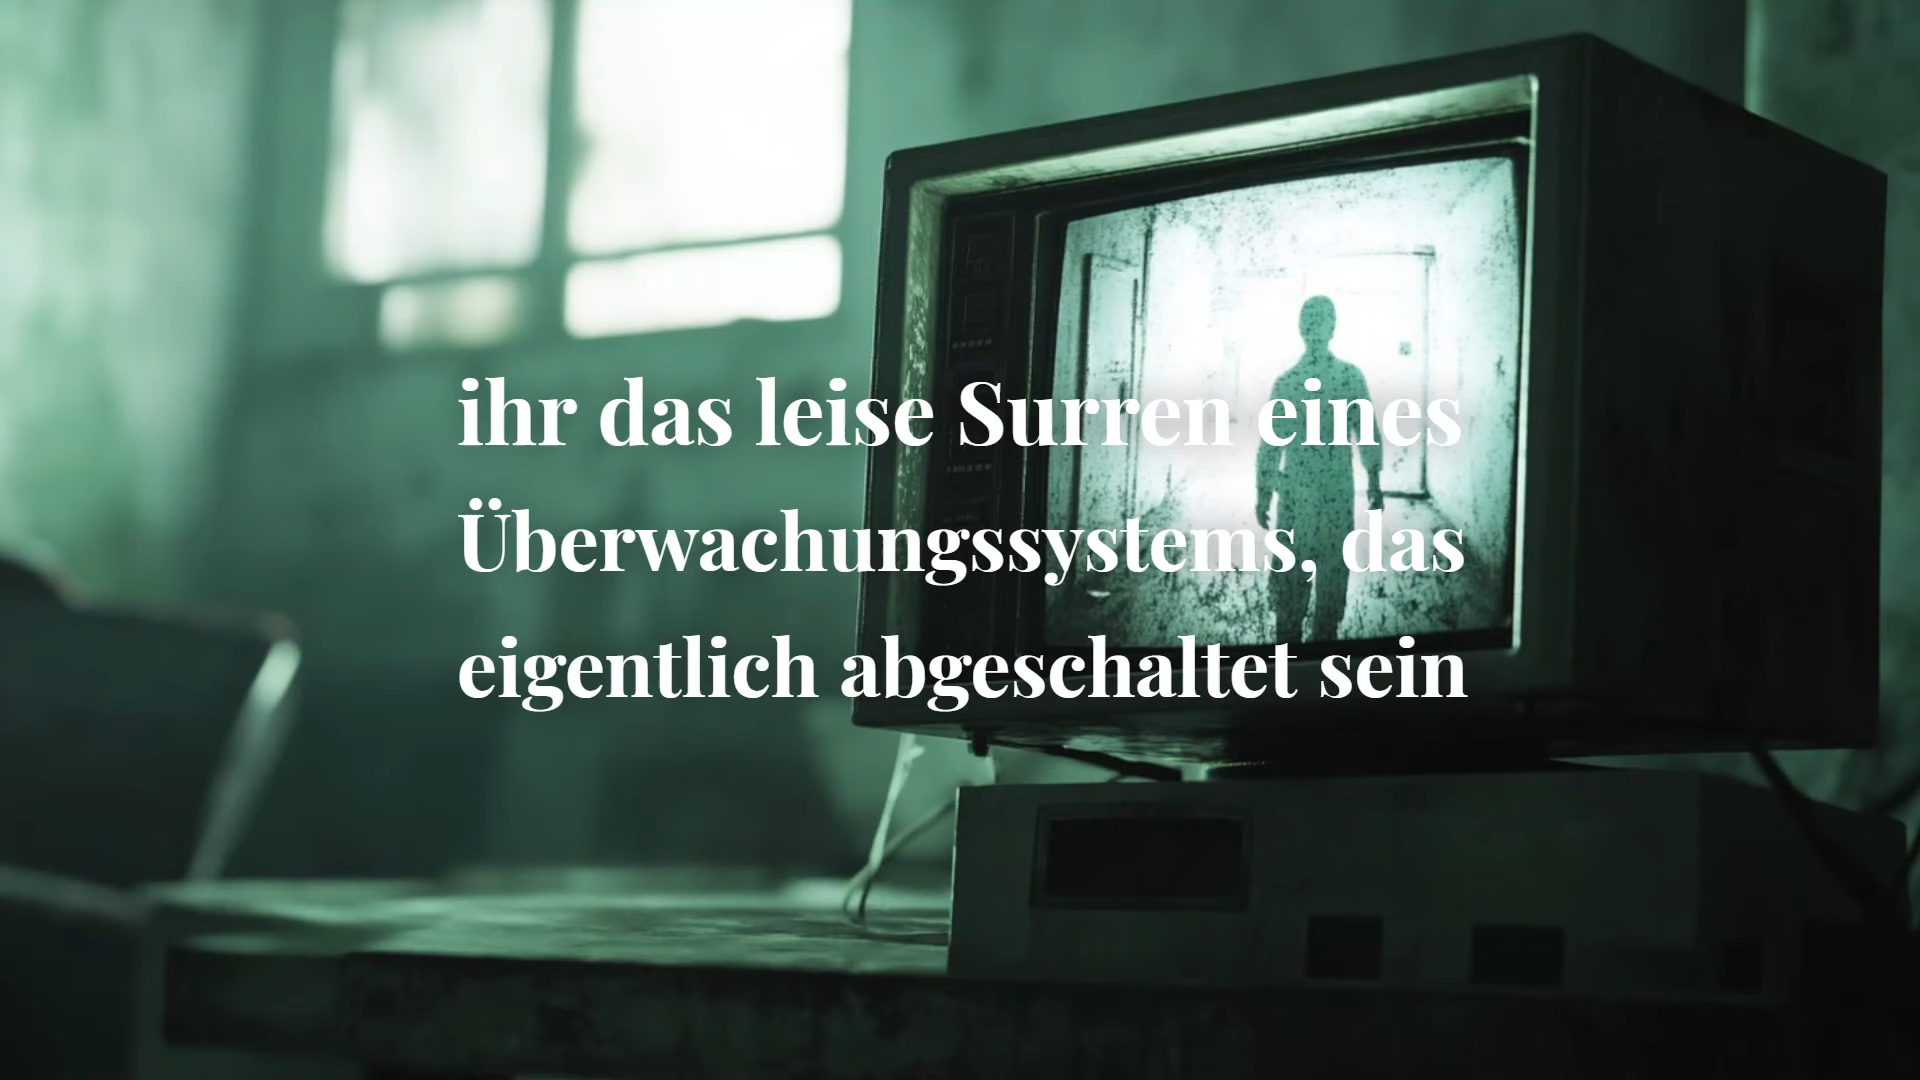 ihr das leise Surren eines
Überwachungssystems, das
eigentlich abgeschaltet sein